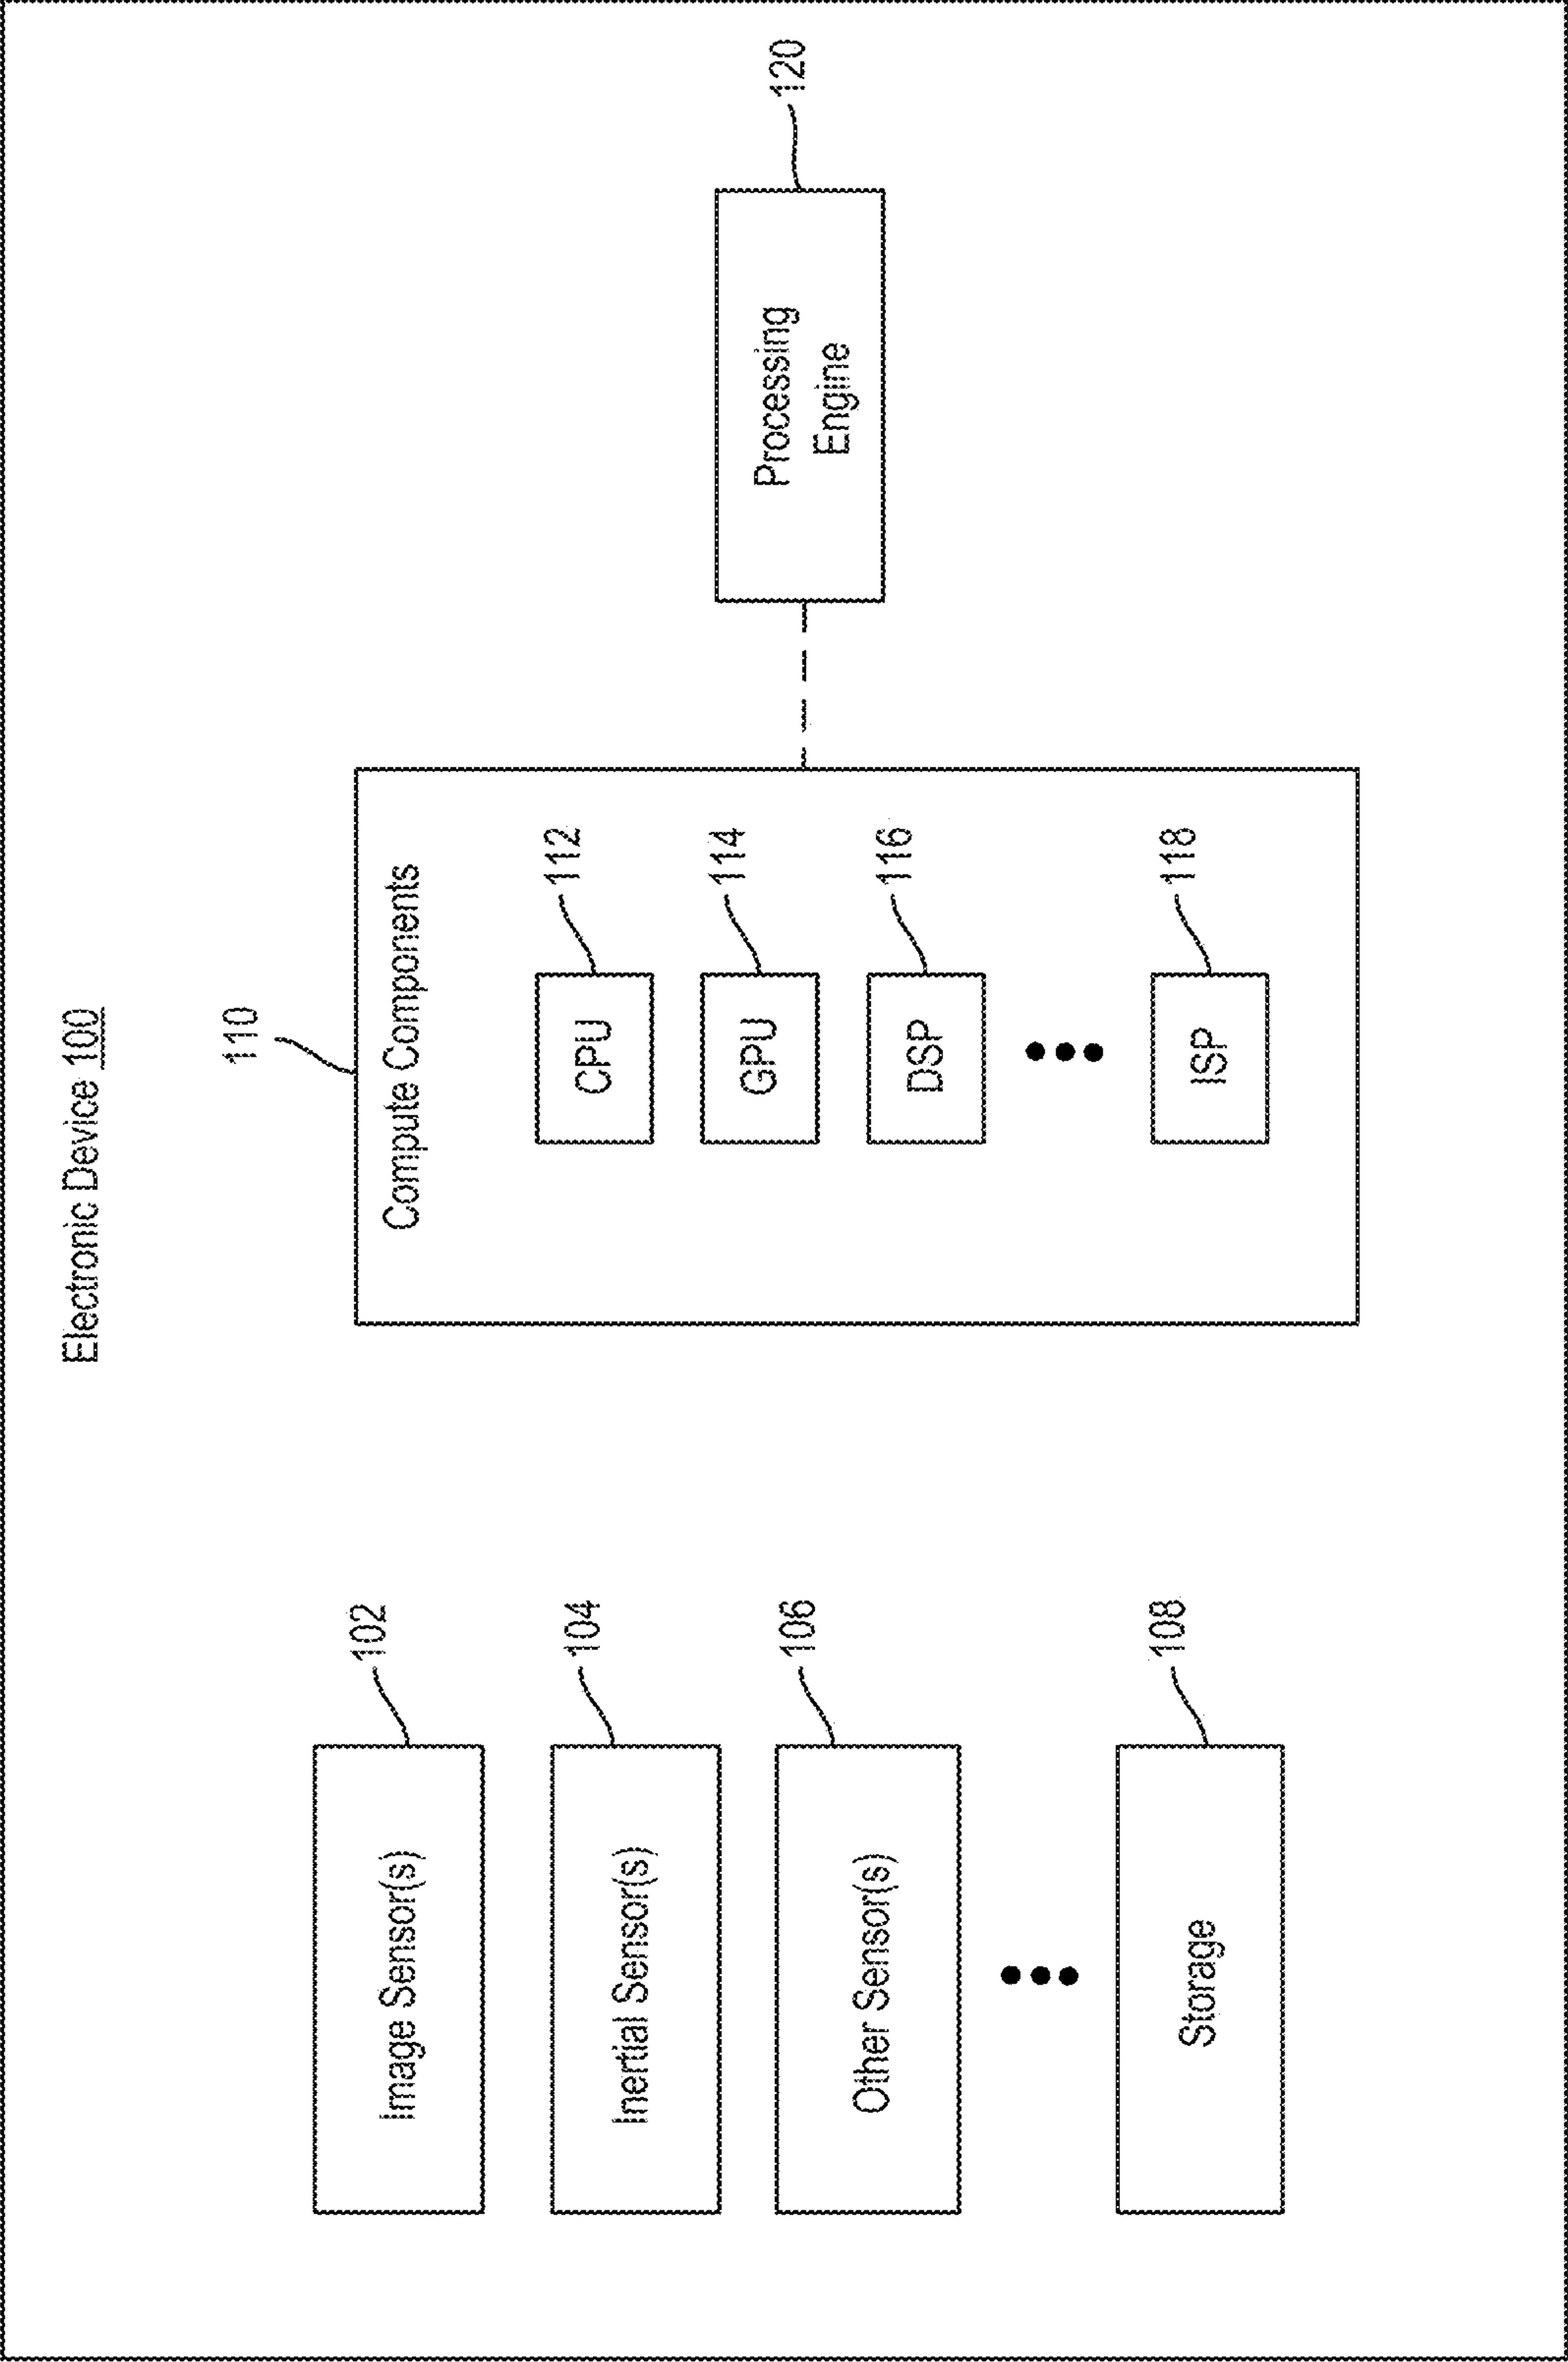 Electronic Device 100
Image Sensor(s)
102
Inertial Sensor(s)
104
Other Sensor(s)
106
Storage
108
110
Compute Components
CPU
112
GPU
114
DSP
116
ISP
118
Processing
Engine
120